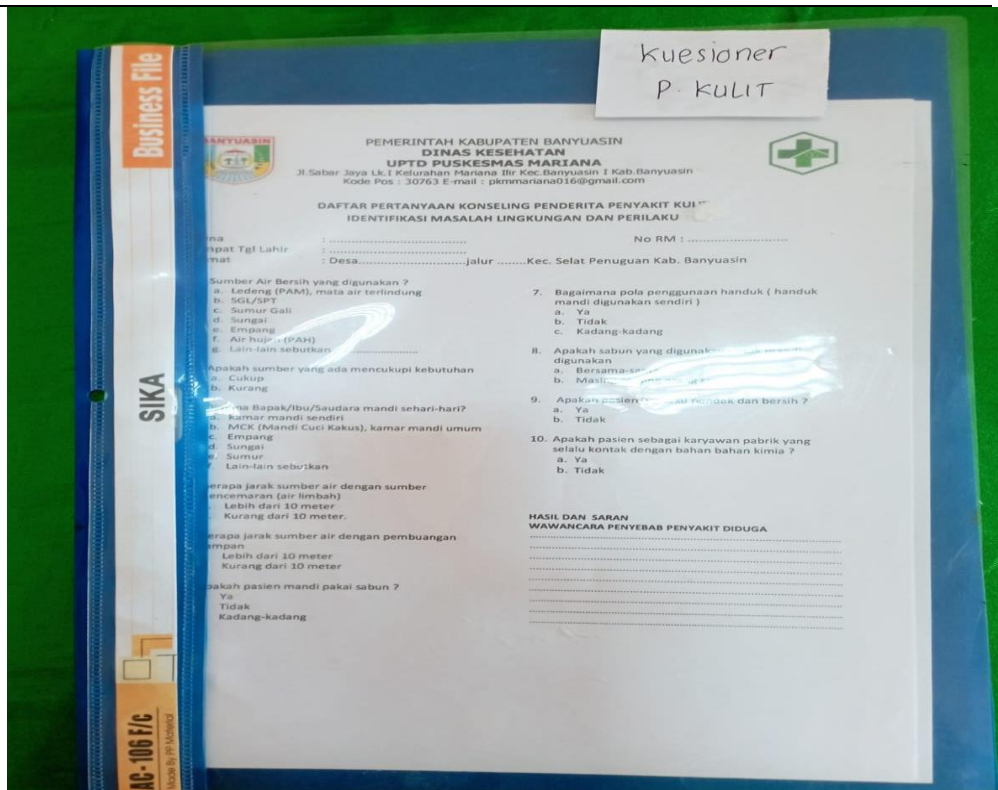 Business File
kuesioner
P. KULIT
BANYUASIN
PEMERINTAH KABUPATEN BANYUASIN
DINAS KESEHATAN
UPTD PUSKESMAS MARIANA
Jl.Sabar Jaya Lk.I Kelurahan Mariana Ilir Kec.Banyuasin I Kab.Banyuasin
Kode Pos : 30763 E-mail : pkmmariana016@gmail.com
DAFTAR PERTANYAAN KONSELING PENDERITA PENYAKIT
IDENTIFIKASI MASALAH LINGKUNGAN DAN PERILAKU
: .................................. No RM : .........................
Tgl Lahir : ..................................
: Desa...........................jalur ........Kec. Selat Penuguan Kab. Banyuasin
Sumber Air Bersih yang digunakan ?
a. Ledeng (PAM), mata air terlindung
b. SGL/SPT
c. Sumur Gali
d. Sungai
e. Empang
f. Air hujan (PAH)
g. Lain-lain sebutkan ......................
Apakah sumber yang ada mencukupi kebutuhan
a. Cukup
b. Kurang
Bapak/Ibu/Saudara mandi sehari-hari?
a. kamar mandi sendiri
b. MCK (Mandi Cuci Kakus), kamar mandi umum
c. Empang
d. Sungai
e. Sumur
f. Lain-lain sebutkan
jarak sumber air dengan sumber
(air limbah)
Lebih dari 10 meter
Kurang dari 10 meter.
jarak sumber air dengan pembuangan
Lebih dari 10 meter
Kurang dari 10 meter
pasien mandi pakai sabun ?
Ya
Tidak
Kadang-kadang
7. Bagaimana pola penggunaan handuk ( handuk
mandi digunakan sendiri )
a. Ya
b. Tidak
c. Kadang-kadang
8. Apakah sabun yang
digunakan
a.
b.
9. Apakan dan bersih ?
a. Ya
b. Tidak
10. Apakah pasien sebagai karyawan pabrik yang
selalu kontak dengan bahan bahan kimia ?
a. Ya
b. Tidak
HASIL DAN SARAN
WAWANCARA PENYEBAB PENYAKIT DIDUGA
SIKA
AC-106 F/c
Made By PP Material